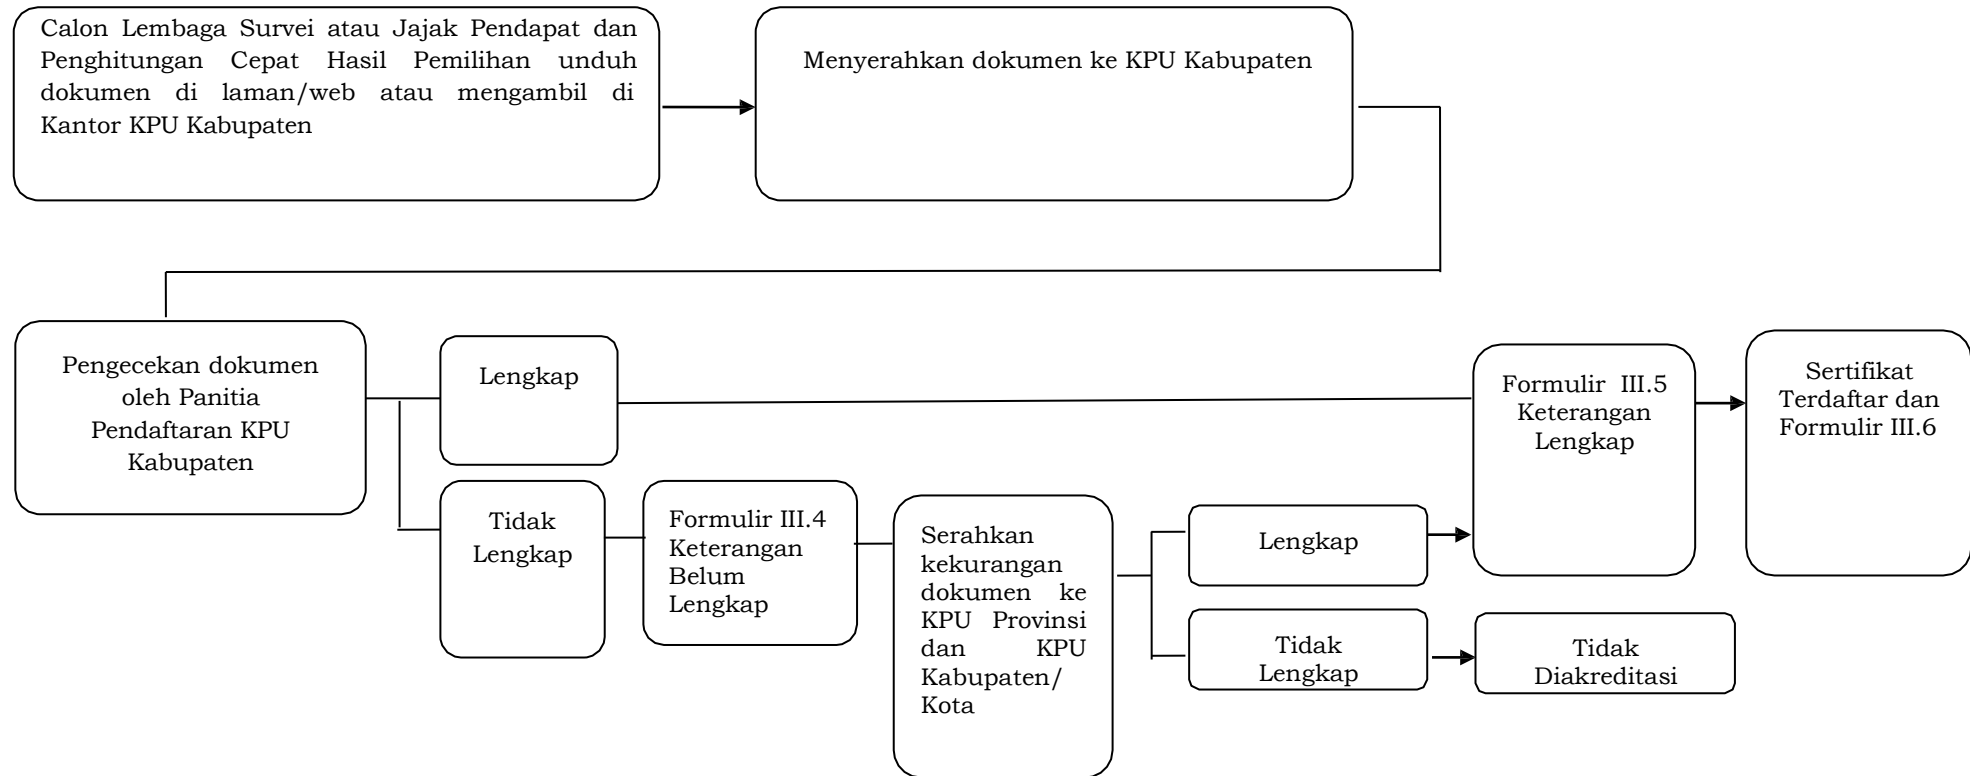 Calon Lembaga Survei atau Jajak Pendapat dan
Penghitungan Cepat Hasil Pemilihan unduh
dokumen di laman/web atau mengambil di
Kantor KPU Kabupaten
Menyerahkan dokumen ke KPU Kabupaten
Pengecekan dokumen
oleh Panitia
Pendaftaran KPU
Kabupaten
Lengkap
Tidak
Lengkap
Formulir III.4
Keterangan
Belum
Lengkap
Serahkan
kekurangan
dokumen ke
KPU Provinsi
dan KPU
Kabupaten/
Kota
Lengkap
Tidak
Lengkap
Formulir III.5
Keterangan
Lengkap
Tidak
Diakreditasi
Sertifikat
Terdaftar dan
Formulir III.6